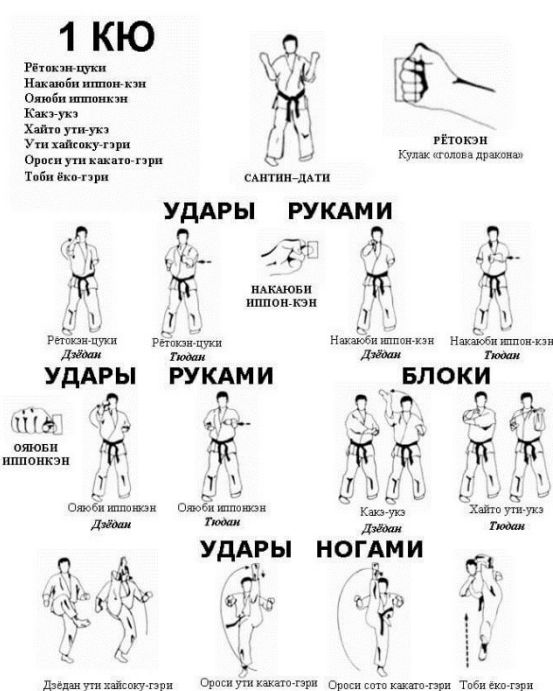 1 КЮ
Рётокэн-цуки
Накаюби иппон-кэн
Ояюби иппонкэн
Какэ-укэ
Хайто ути-укэ
Ути хайсоку-гэри
Ороси ути какато-гэри
Тоби ёко-гэри
САНТИН–ДАТИ
РЁТОКЭН
Кулак «голова дракона»
УДАРЫ РУКАМИ
Рётокэн-цуки
Дзёдан
Рётокэн-цуки
Тюдан
НАКАЮБИ
ИППОН-КЭН
Накаюби иппон-кэн
Дзёдан
Накаюби иппон-кэн
Тюдан
УДАРЫ РУКАМИ
ОЯЮБИ
ИППОНКЭН
Ояюби иппонкэн
Дзёдан
Ояюби иппонкэн
Тюдан
БЛОКИ
Какэ-укэ
Дзёдан
Хайто ути-укэ
Тюдан
УДАРЫ НОГАМИ
Дзёдан ути хайсоку-гэри
Ороси ути какато-гэри
Ороси сото какато-гэри
Тоби ёко-гэри